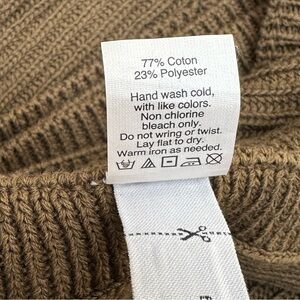 77% Coton
23% Polyester
Hand wash cold,
with like colors.
Non chlorine
bleach only.
Do not wring or twist.
Lay flat to dry.
Warm iron as needed.